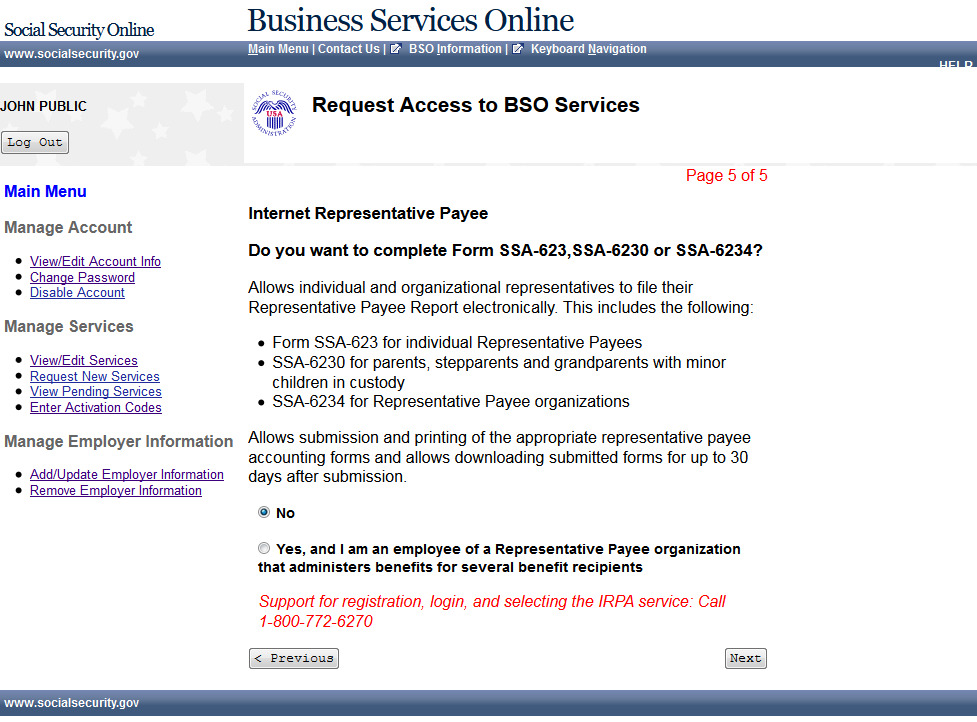 Social Security Online
Business Services Online
www.socialsecurity.gov
Main Menu | Contact Us | BSO Information | Keyboard Navigation
HELP
JOHN PUBLIC
Log Out
SOCIAL SECURITY ADMINISTRATION
USA
Request Access to BSO Services
Page 5 of 5
Main Menu
Manage Account
View/Edit Account Info
Change Password
Disable Account
Manage Services
View/Edit Services
Request New Services
View Pending Services
Enter Activation Codes
Manage Employer Information
Add/Update Employer Information
Remove Employer Information
Internet Representative Payee
Do you want to complete Form SSA-623,SSA-6230 or SSA-6234?
Allows individual and organizational representatives to file their
Representative Payee Report electronically. This includes the following:
Form SSA-623 for individual Representative Payees
SSA-6230 for parents, stepparents and grandparents with minor
children in custody
SSA-6234 for Representative Payee organizations
Allows submission and printing of the appropriate representative payee
accounting forms and allows downloading submitted forms for up to 30
days after submission.
No
Yes, and I am an employee of a Representative Payee organization
that administers benefits for several benefit recipients
Support for registration, login, and selecting the IRPA service: Call
1-800-772-6270
< Previous
Next
www.socialsecurity.gov